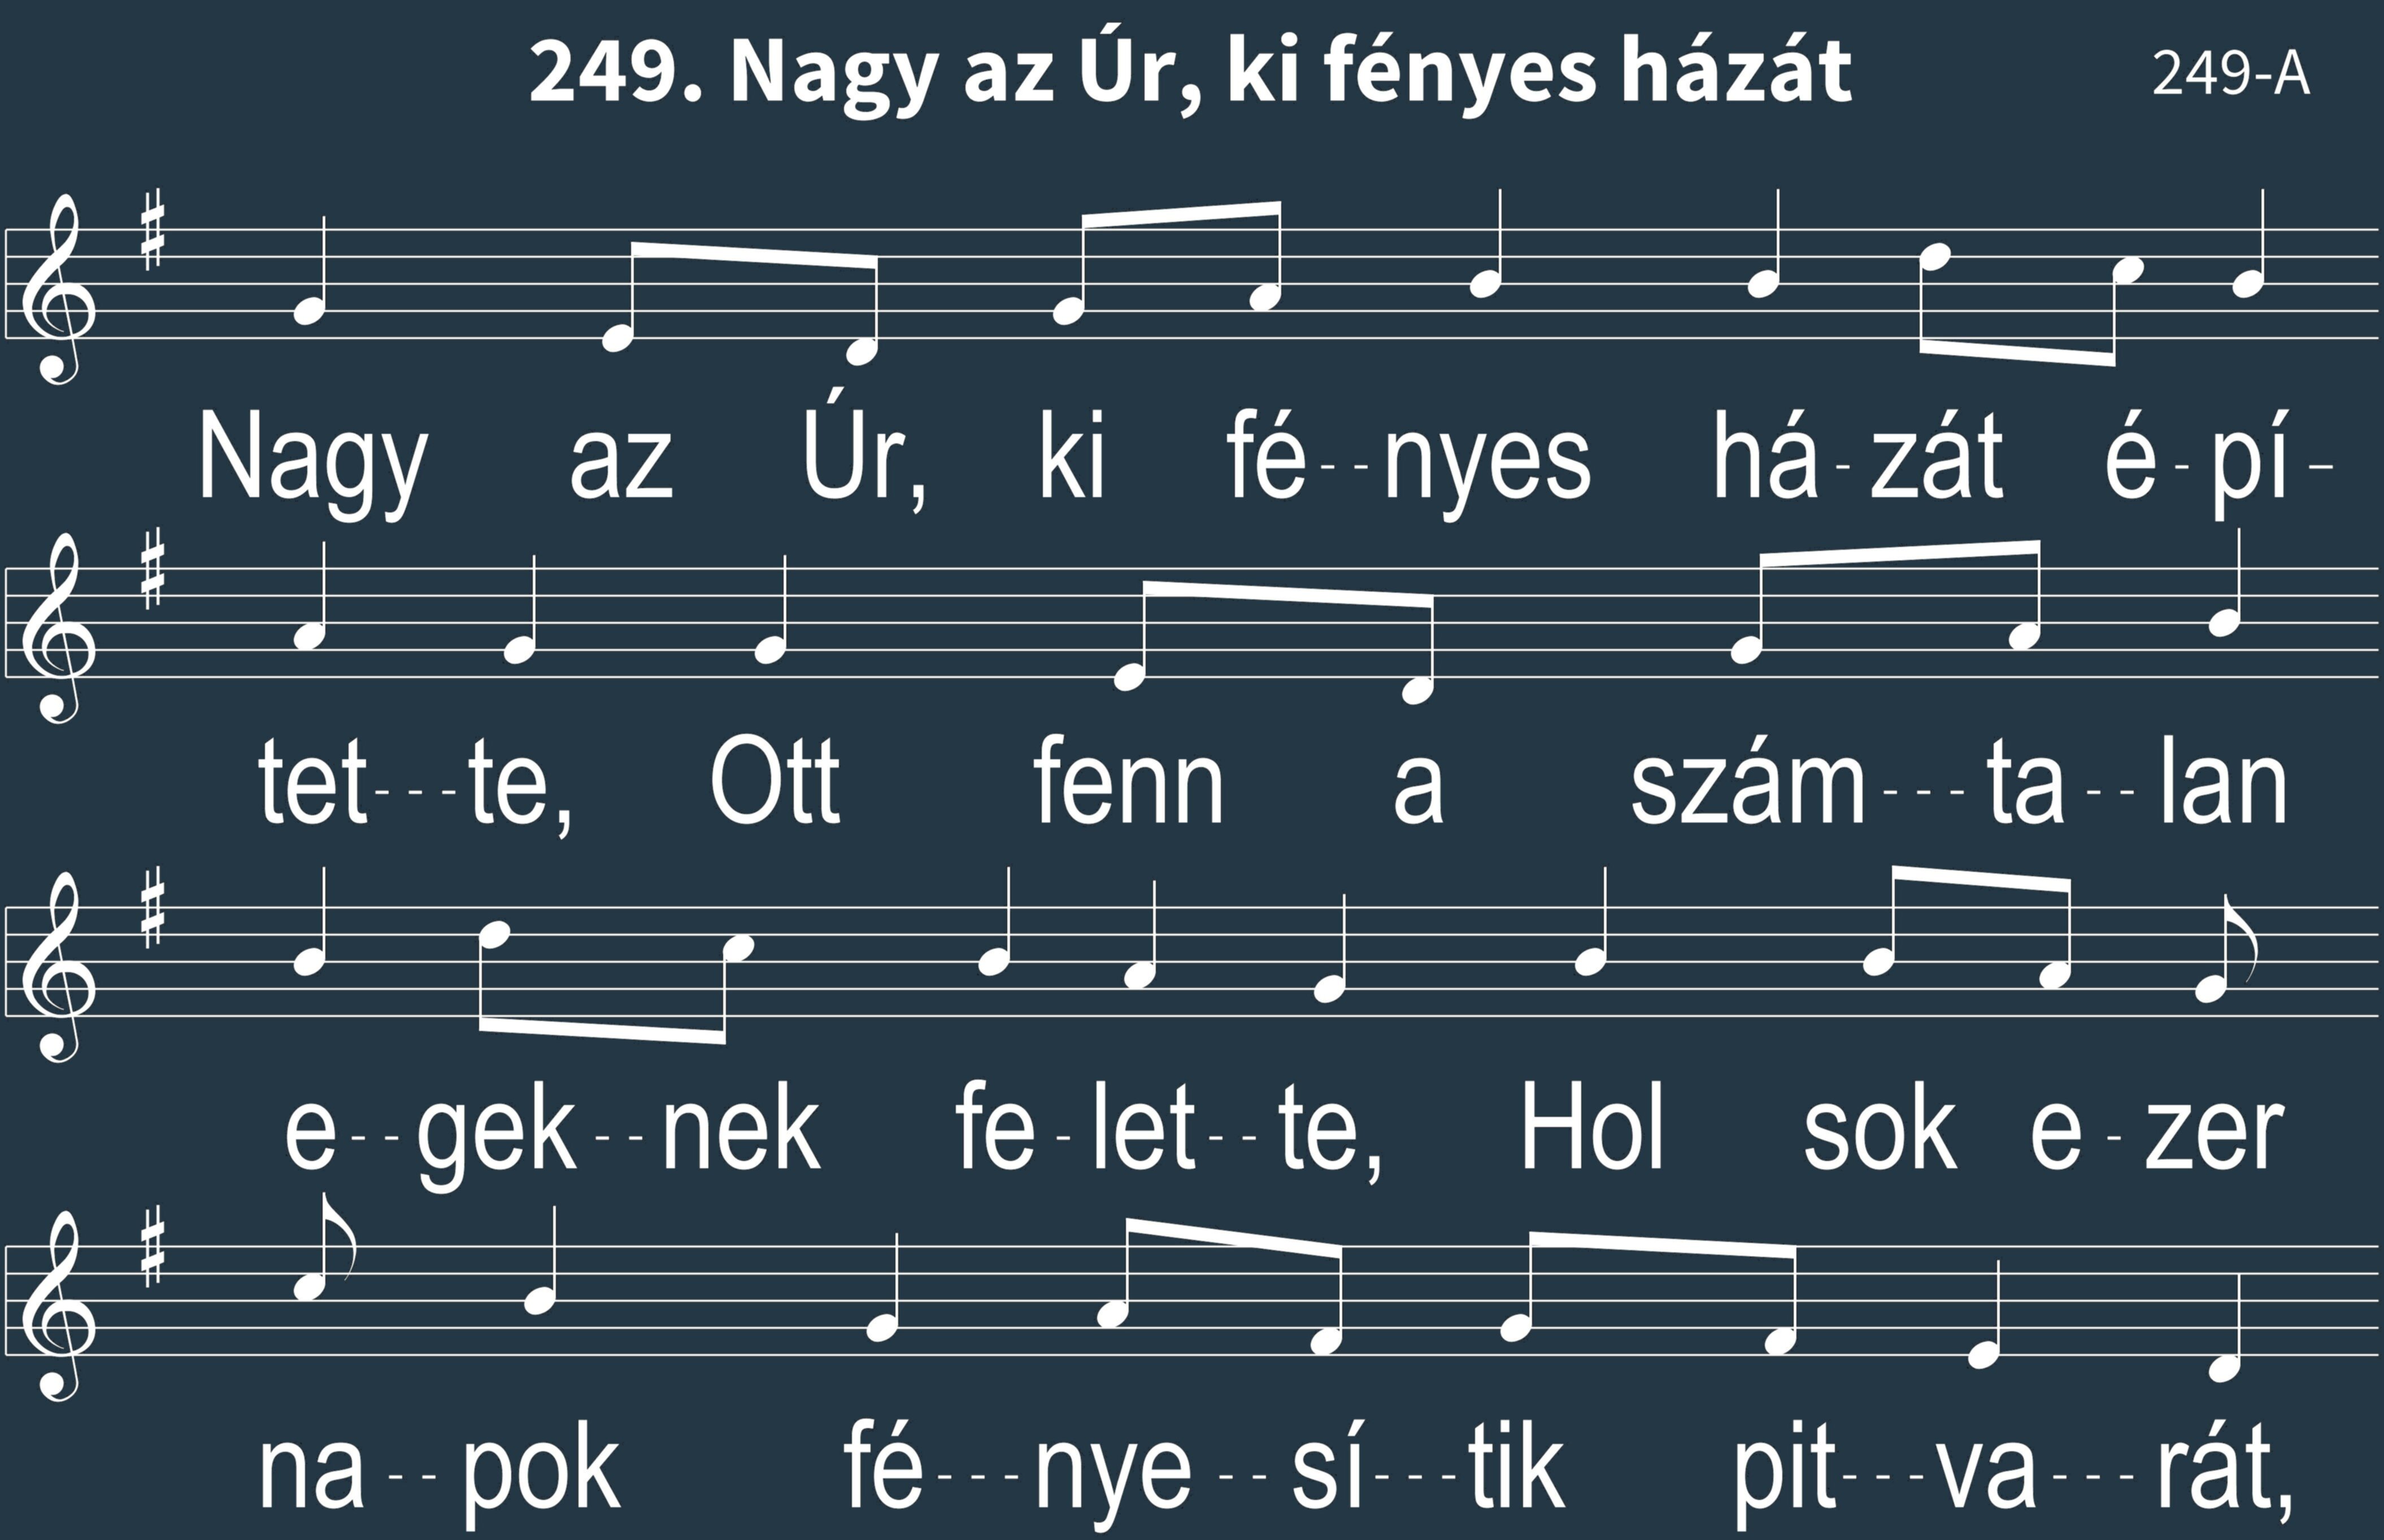 249. Nagy az Úr, ki fényes házát 249-A
Nagy az Úr, ki fé--nyes há-zát é-pí-
tet---te, Ott fenn a szám---ta--lan
e--gek--nek fe-let--te, Hol sok e-zer
na--pok fé---nye--sí---tik pit---va---rát,